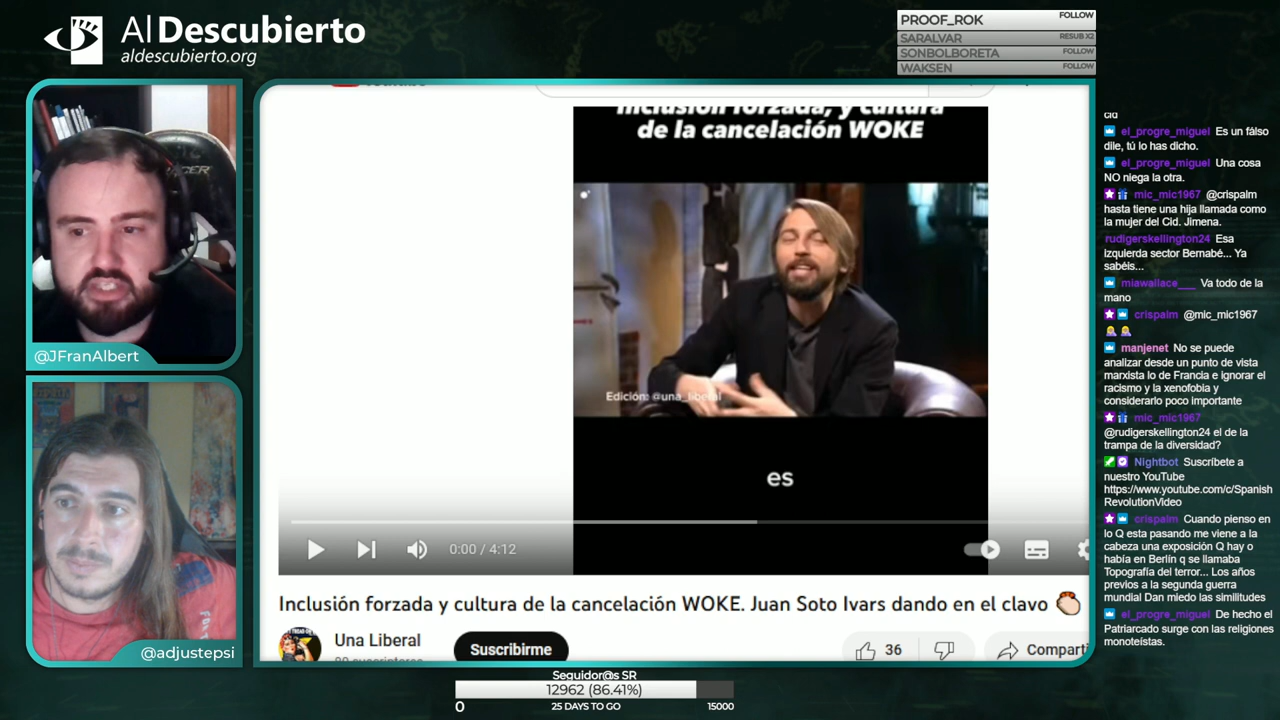 Al Descubierto
aldescubierto.org
PROOF_ROK FOLLOW
SARALVAR RESUB X2
SONBOLBORETA FOLLOW
WAKSEN FOLLOW
@JFranAlbert
@adjustepsi
Inclusión forzada, y cultura
de la cancelación WOKE
Edición: @una_liberal
es
0:00 / 4:12
Inclusión forzada y cultura de la cancelación WOKE. Juan Soto Ivars dando en el clavo
Una Liberal
Suscribirme
36
Comparti
Cid
el_progre_miguel Es un fálso
dile, tú lo has dicho.
el_progre_miguel Una cosa
NO niega la otra.
mic_mic1967 @crispalm
hasta tiene una hija llamada como
la mujer del Cid. Jimena.
rudigerskellington24 Esa
izquierda sector Bernabé... Ya
sabéis...
miawallace___ Va todo de la
mano
crispalm @mic_mic1967
manjenet No se puede
analizar desde un punto de vista
marxista lo de Francia e ignorar el
racismo y la xenofobia y
considerarlo poco importante
mic_mic1967
@rudigerskellington24 el de la
trampa de la diversidad?
Nightbot Suscríbete a
nuestro YouTube
https://www.youtube.com/c/Spanish
RevolutionVideo
crispalm Cuando pienso en
lo Q esta pasando me viene a la
cabeza una exposición Q hay o
había en Berlín q se llamaba
Topografía del terror... Los años
previos a la segunda guerra
mundial Dan miedo las similitudes
el_progre_miguel De hecho el
Patriarcado surge con las religiones
monoteístas.
Seguidor@s SR
12962 (86.41%)
0 25 DAYS TO GO 15000